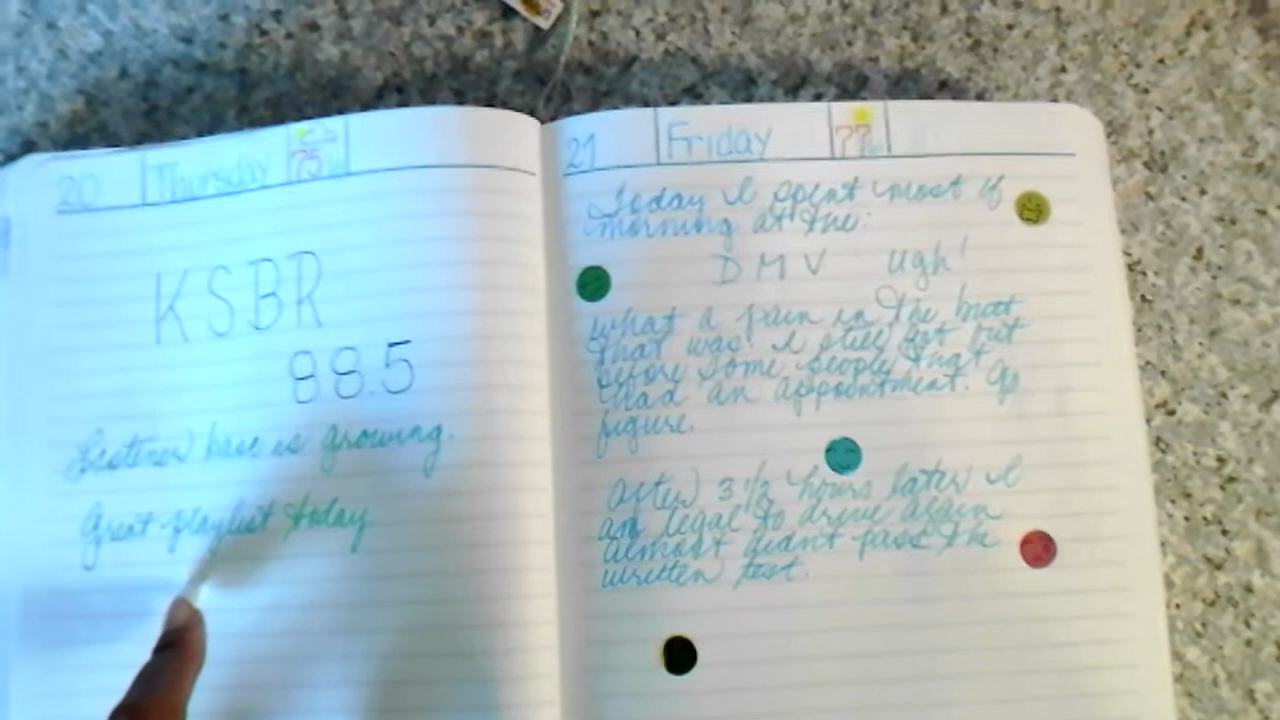 20 Thursday 75
KSBR
88.5
Listener base is growing.
Great playlist today
21 Friday 77
Today I spent most of
morning at the:
DMV Ugh!
What a pain in the butt
that was I still got but
before some people that
had an appointment. Go
figure.
After 3 1/2 hours later I
am legal to drive again
almost didn't pass the
written test.